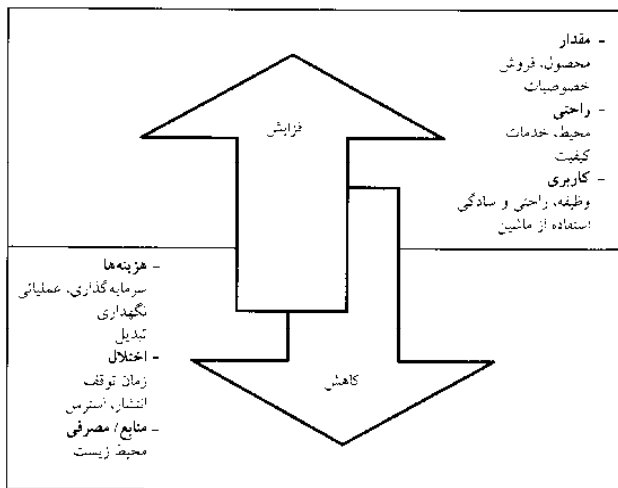 - مقدار
محصول، فروش
خصوصیات
- راحتی
محیط، خدمات
کیفیت
- کاربری
وظیفه، راحتی و سادگی
استفاده از ماشین
فزایش
- هزینه‌ها
سرمایه‌گذاری، عملیاتی
نگهداری
تبدیل
- اختلال
زمان توقف
انتشار، استرس
- منابع/ مصرفی
محیط زیست
کاهش